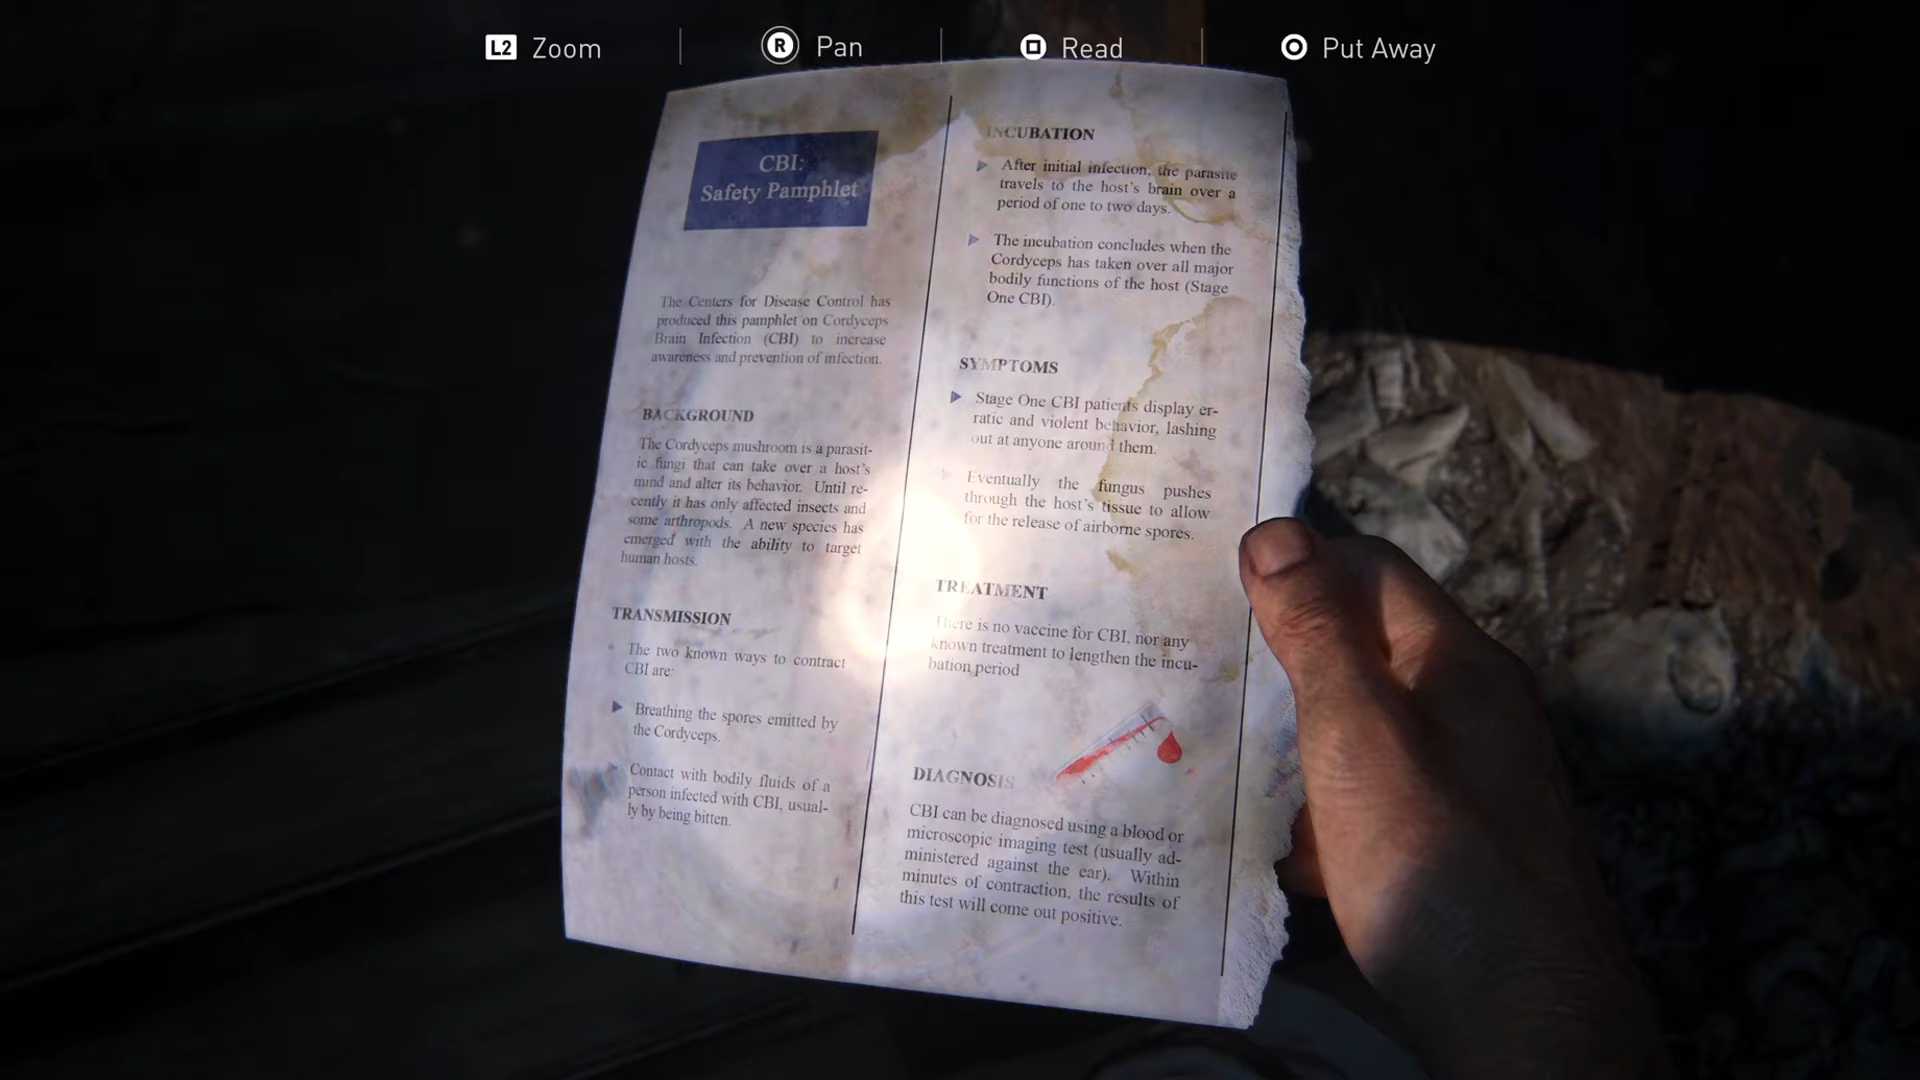 L2 Zoom
R Pan
Read
Put Away
CBI:
Safety Pamphlet
The Centers for Disease Control has
produced this pamphlet on Cordyceps
Brain Infection (CBI) to increase
awareness and prevention of infection.
BACKGROUND
The Cordyceps mushroom is a parasit-
ic fungi that can take over a host's
mind and alter its behavior. Until re-
cently it has only affected insects and
some arthropods. A new species has
emerged with the ability to target
human hosts.
TRANSMISSION
The two known ways to contract
CBI are:
Breathing the spores emitted by
the Cordyceps.
Contact with bodily fluids of a
person infected with CBI, usual-
ly by being bitten.
INCUBATION
After initial infection, the parasite
travels to the host's brain over a
period of one to two days.
The incubation concludes when the
Cordyceps has taken over all major
bodily functions of the host (Stage
One CBI).
SYMPTOMS
Stage One CBI patients display er-
ratic and violent behavior, lashing
out at anyone around them.
Eventually the fungus pushes
through the host's tissue to allow
for the release of airborne spores.
TREATMENT
There is no vaccine for CBI, nor any
known treatment to lengthen the incu-
bation period
DIAGNOSIS
CBI can be diagnosed using a blood or
microscopic imaging test (usually ad-
ministered against the ear). Within
minutes of contraction, the results of
this test will come out positive.